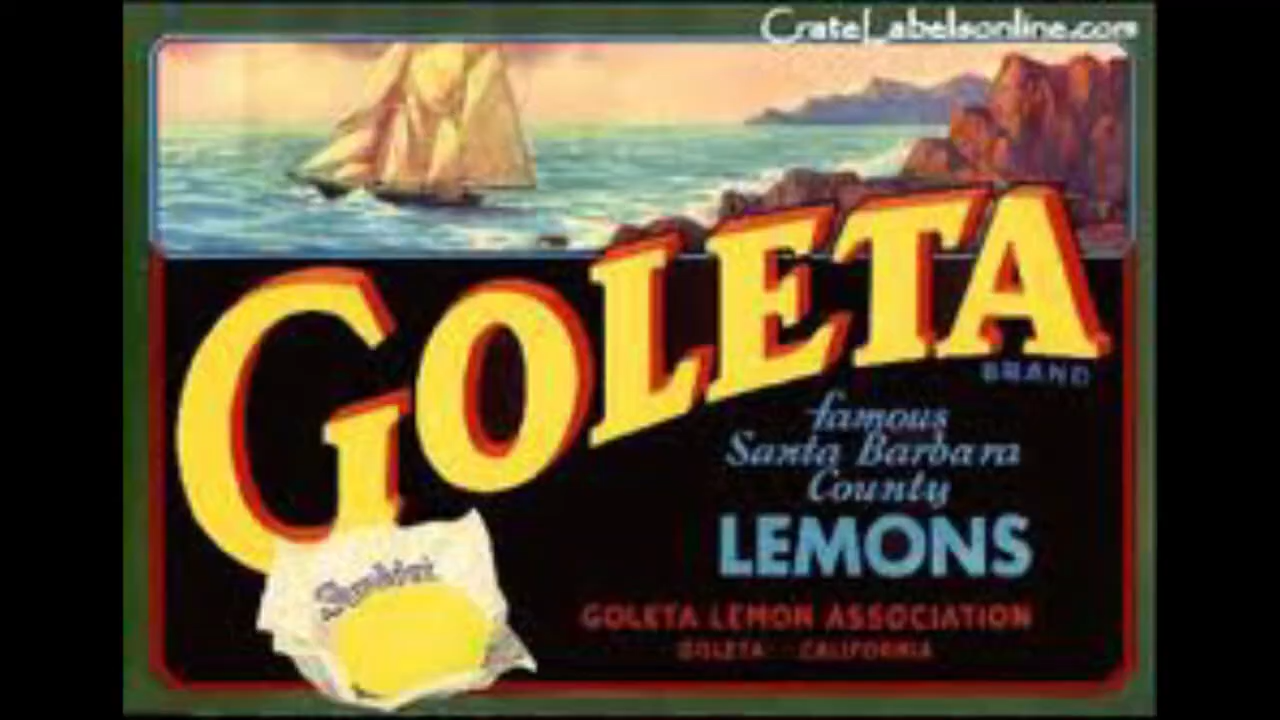 CrateLabelsonline.com
GOLETA
BRAND
famous
Santa Barbara
County
LEMONS
Sunkist
GOLETA LEMON ASSOCIATION
GOLETA CALIFORNIA